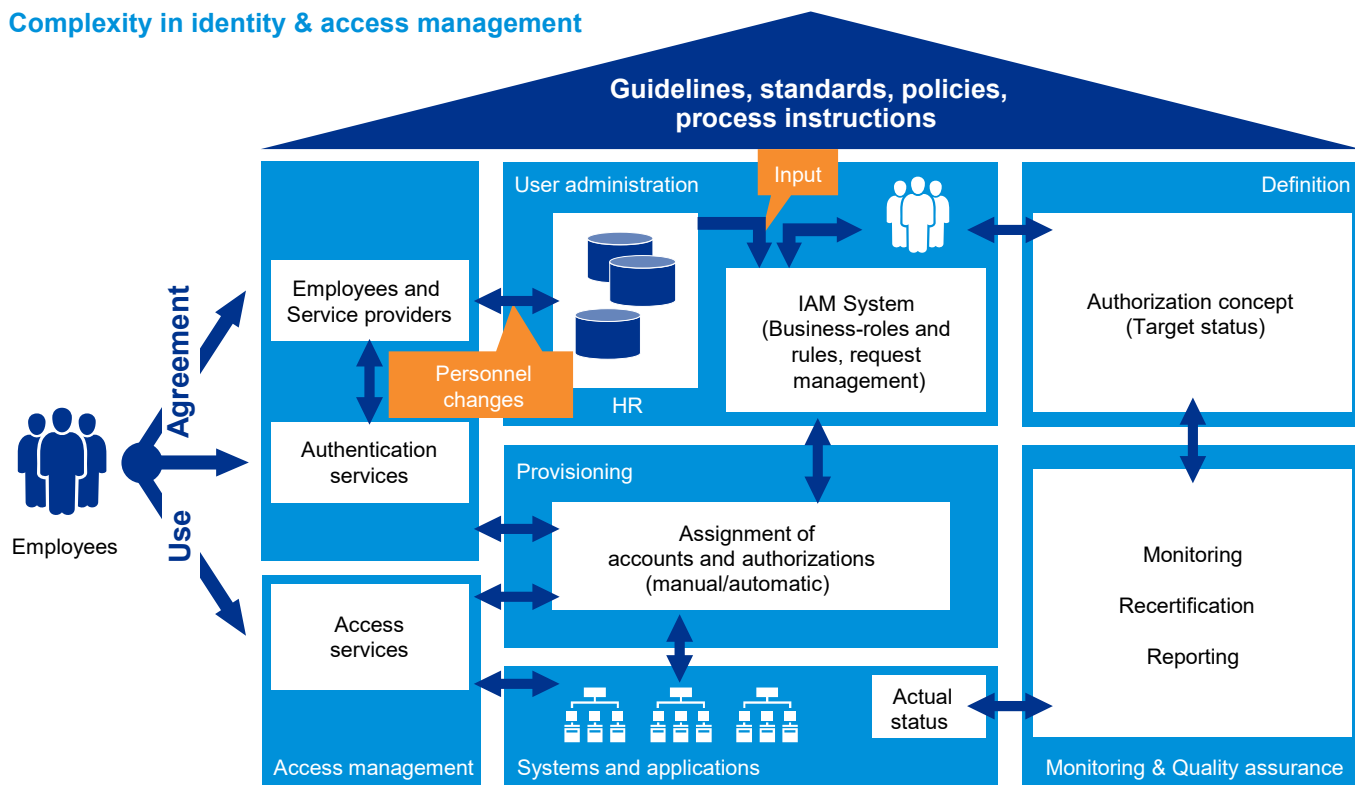 Complexity in identity & access management
Guidelines, standards, policies,
process instructions
Employees
Agreement
Use
Employees and
Service providers
Authentication
services
Access
services
Access management
User administration
Input
Personnel
changes
HR
IAM System
(Business-roles and
rules, request
management)
Provisioning
Assignment of
accounts and authorizations
(manual/automatic)
Actual
status
Systems and applications
Definition
Authorization concept
(Target status)
Monitoring
Recertification
Reporting
Monitoring & Quality assurance